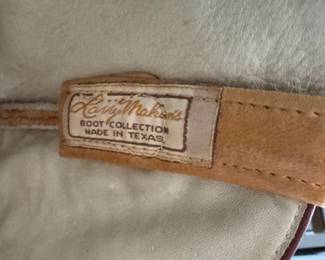 Larry Mahan's
BOOT COLLECTION
MADE IN TEXAS